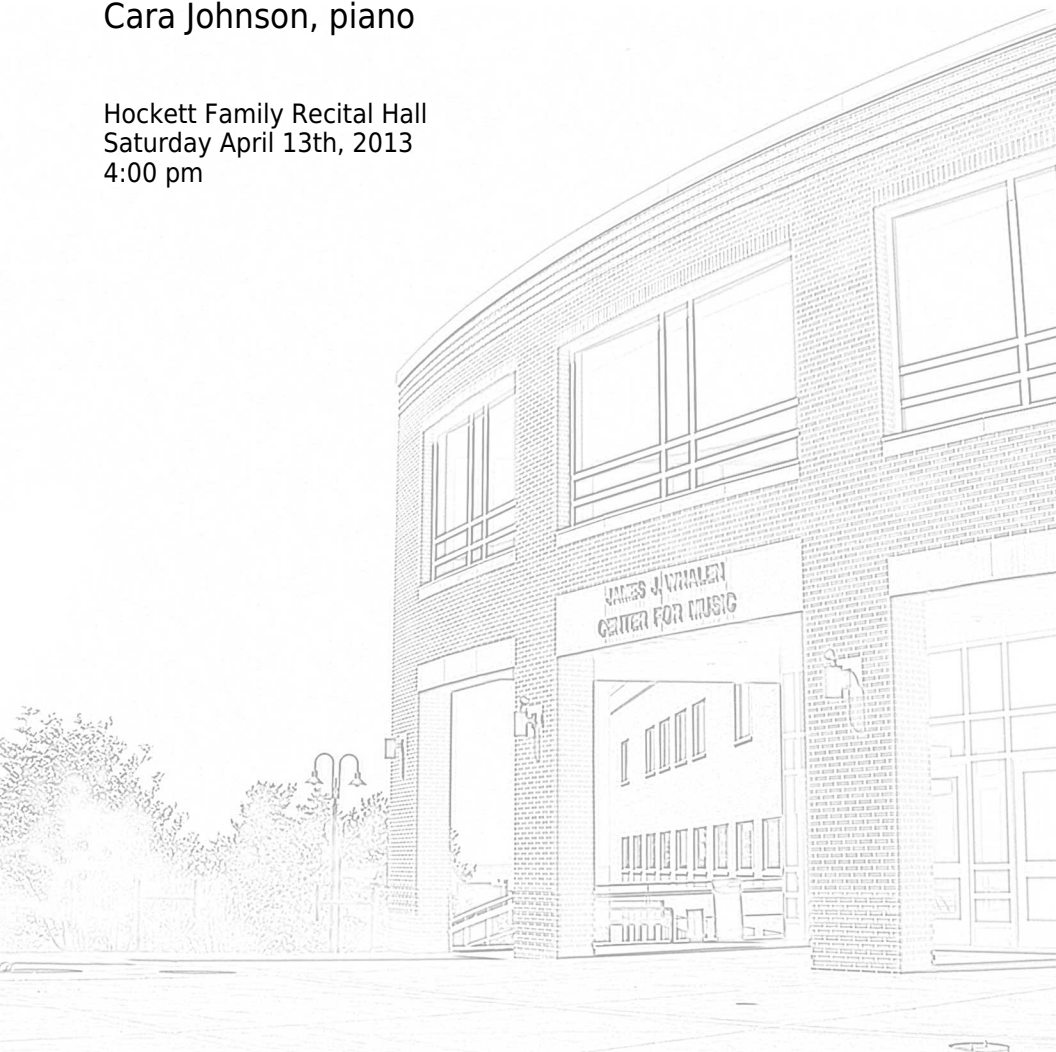 Cara Johnson, piano
Hockett Family Recital Hall
Saturday April 13th, 2013
4:00 pm
JAMES J. WHALEN
CENTER FOR MUSIC